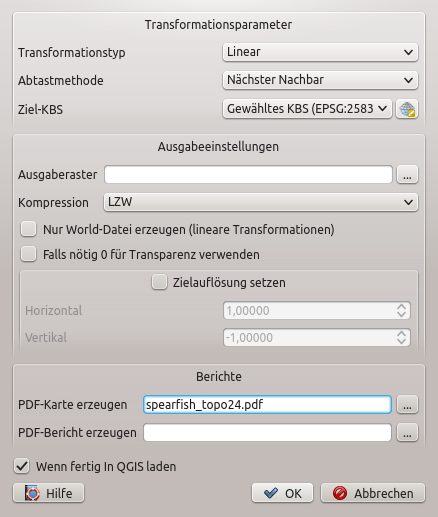 Transformationsparameter
Transformationstyp Linear
Abtastmethode Nächster Nachbar
Ziel-KBS Gewähltes KBS (EPSG:2583
Ausgabeeinstellungen
Ausgaberaster ...
Kompression LZW
Nur World-Datei erzeugen (lineare Transformationen)
Falls nötig 0 für Transparenz verwenden
Zielauflösung setzen
Horizontal 1,00000
Vertikal -1,00000
Berichte
PDF-Karte erzeugen spearfish_topo24.pdf ...
PDF-Bericht erzeugen ...
Wenn fertig In QGIS laden
Hilfe OK Abbrechen